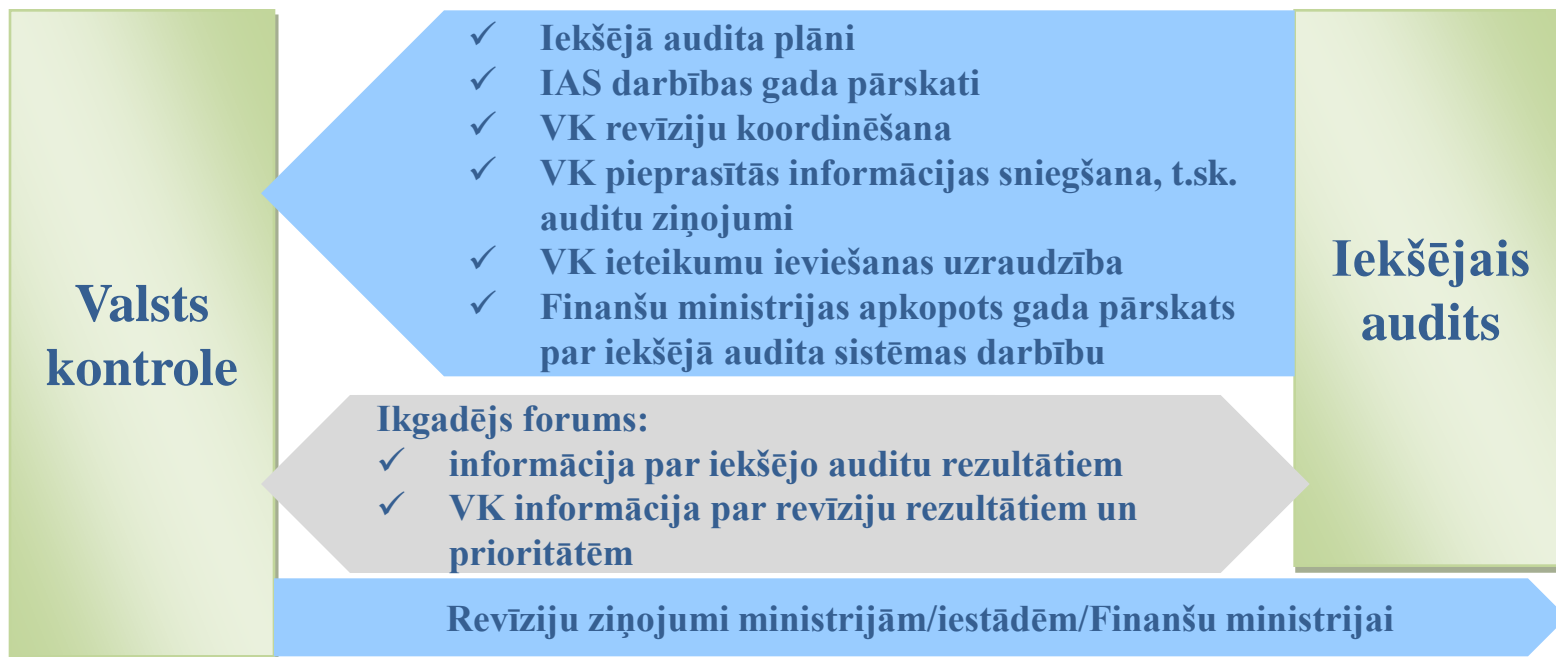 Valsts
kontrole
✓ Iekšējā audita plāni
✓ IAS darbības gada pārskati
✓ VK revīziju koordinēšana
✓ VK pieprasītās informācijas sniegšana, t.sk.
auditu ziņojumi
✓ VK ieteikumu ieviešanas uzraudzība
✓ Finanšu ministrijas apkopots gada pārskats
par iekšējā audita sistēmas darbību
Iekšējais
audits
Ikgadējs forums:
✓ informācija par iekšējo auditu rezultātiem
✓ VK informācija par revīziju rezultātiem un
prioritātēm
Revīziju ziņojumi ministrijām/iestādēm/Finanšu ministrijai